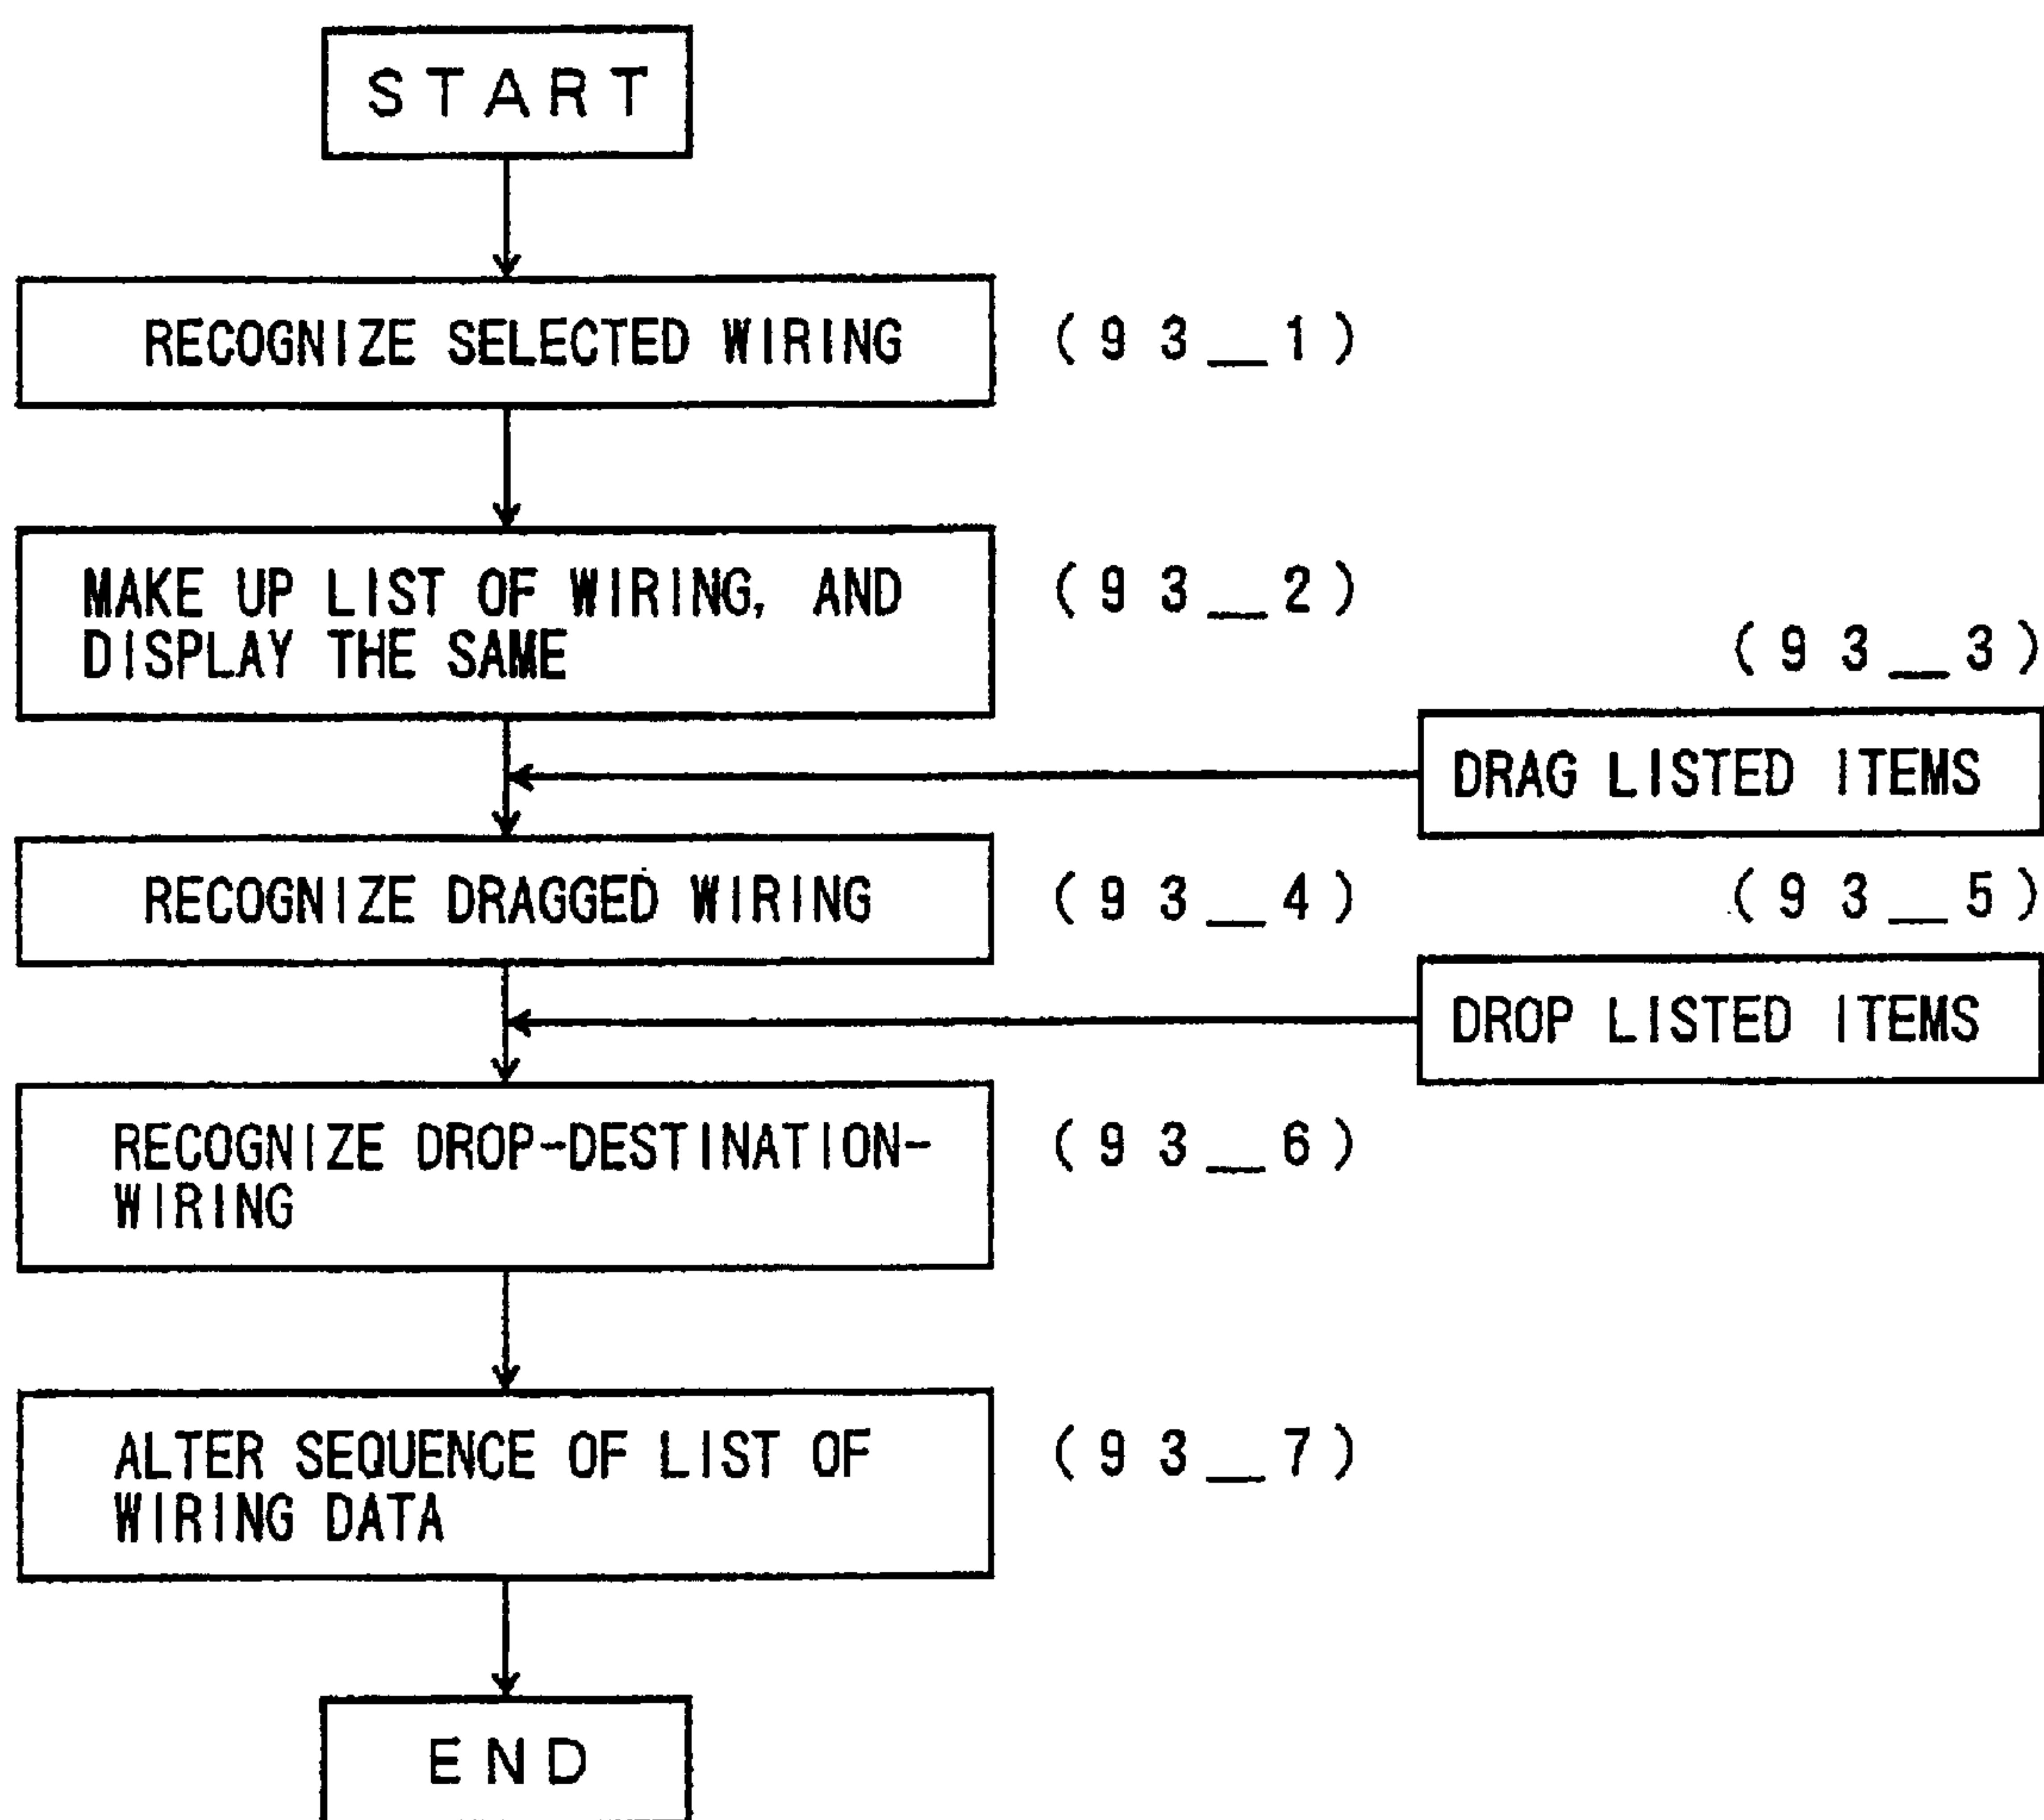 START
RECOGNIZE SELECTED WIRING
(93_1)
MAKE UP LIST OF WIRING, AND
DISPLAY THE SAME
(93_2)
(93_3)
DRAG LISTED ITEMS
RECOGNIZE DRAGGED WIRING
(93_4)
(93_5)
DROP LISTED ITEMS
RECOGNIZE DROP-DESTINATION-
WIRING
(93_6)
ALTER SEQUENCE OF LIST OF
WIRING DATA
(93_7)
END